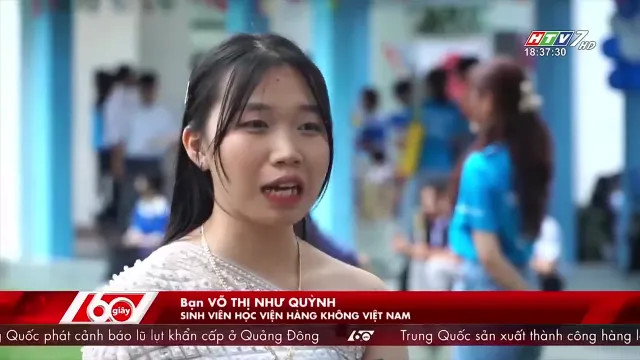 HTV7 HD
18:37:30
60 giây
Bạn VÕ THỊ NHƯ QUỲNH
SINH VIÊN HỌC VIỆN HÀNG KHÔNG VIỆT NAM
Quốc phát cảnh báo lũ lụt khẩn cấp ở Quảng Đông 60 Trung Quốc sản xuất thành công hàng l